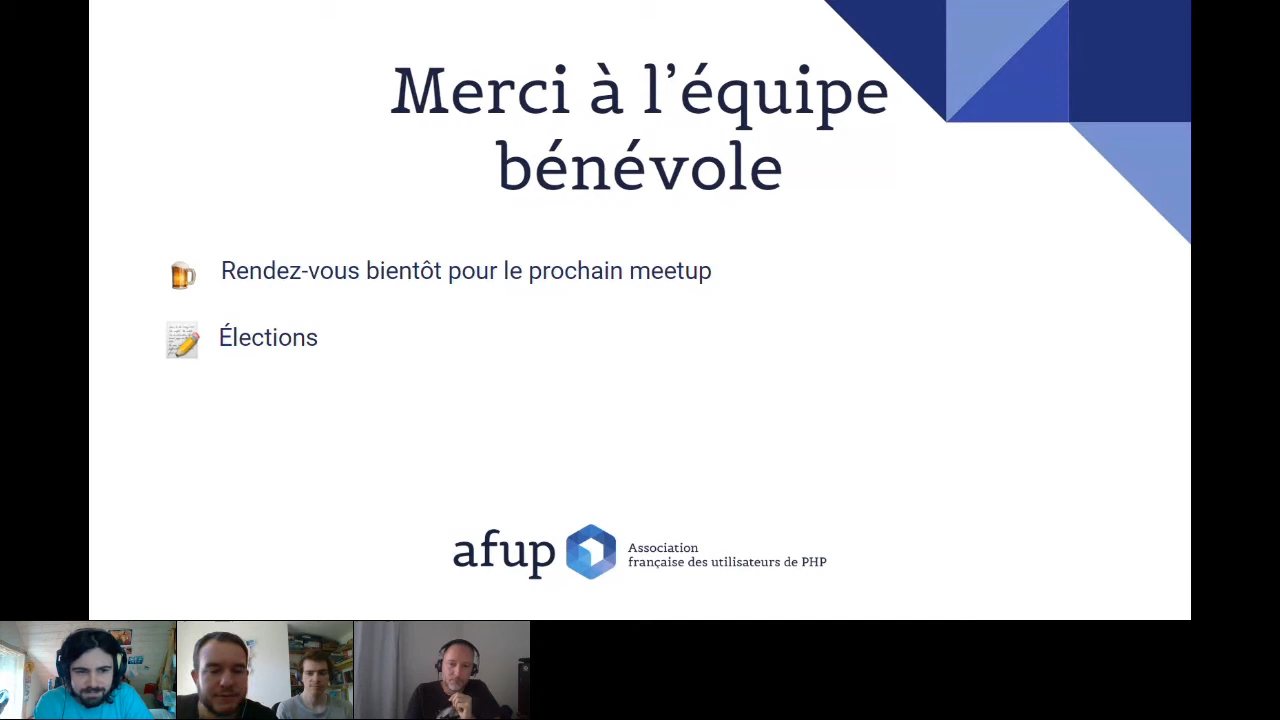 Merci à l’équipe
bénévole
Rendez-vous bientôt pour le prochain meetup
Élections
afup
Association
française des utilisateurs de PHP